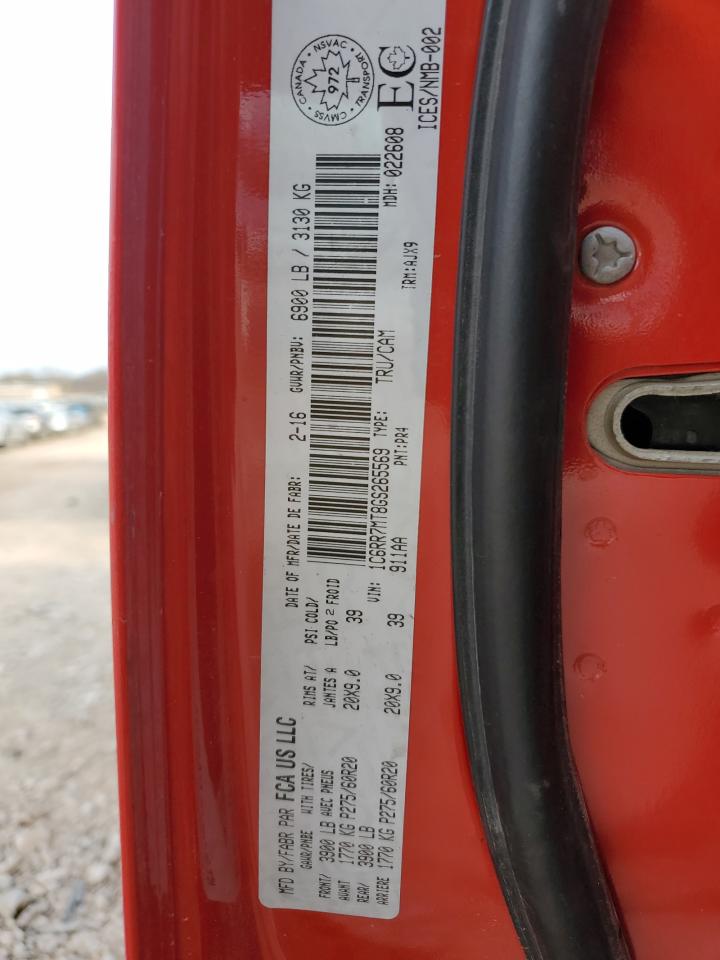 MFD BY/FABR PAR FCA US LLC
DATE OF MFR/DATE DE FABR: 2-16 GVWR/PNBV: 6900 LB / 3130 KG
GAWR/PNBE WITH TIRES/ RIMS AT/ PSI COLD/
FRONT/ 3900 LB AVEC PNEUS JANTES A LB/PO 2 FROID
AVANT 1770 KG P275/60R20 20X9.0 39
REAR/ 3900 LB
ARRIERE 1770 KG P275/60R20 20X9.0 39
VIN: 1C6RR7MT8GS265569 TYPE: TRU/CAM
911AA PNT:PR4 TRM:AJX9
MDH: 022608
CANADA NSVAC TRANSPORT CMVSS
972
EC
ICES/NMB-002